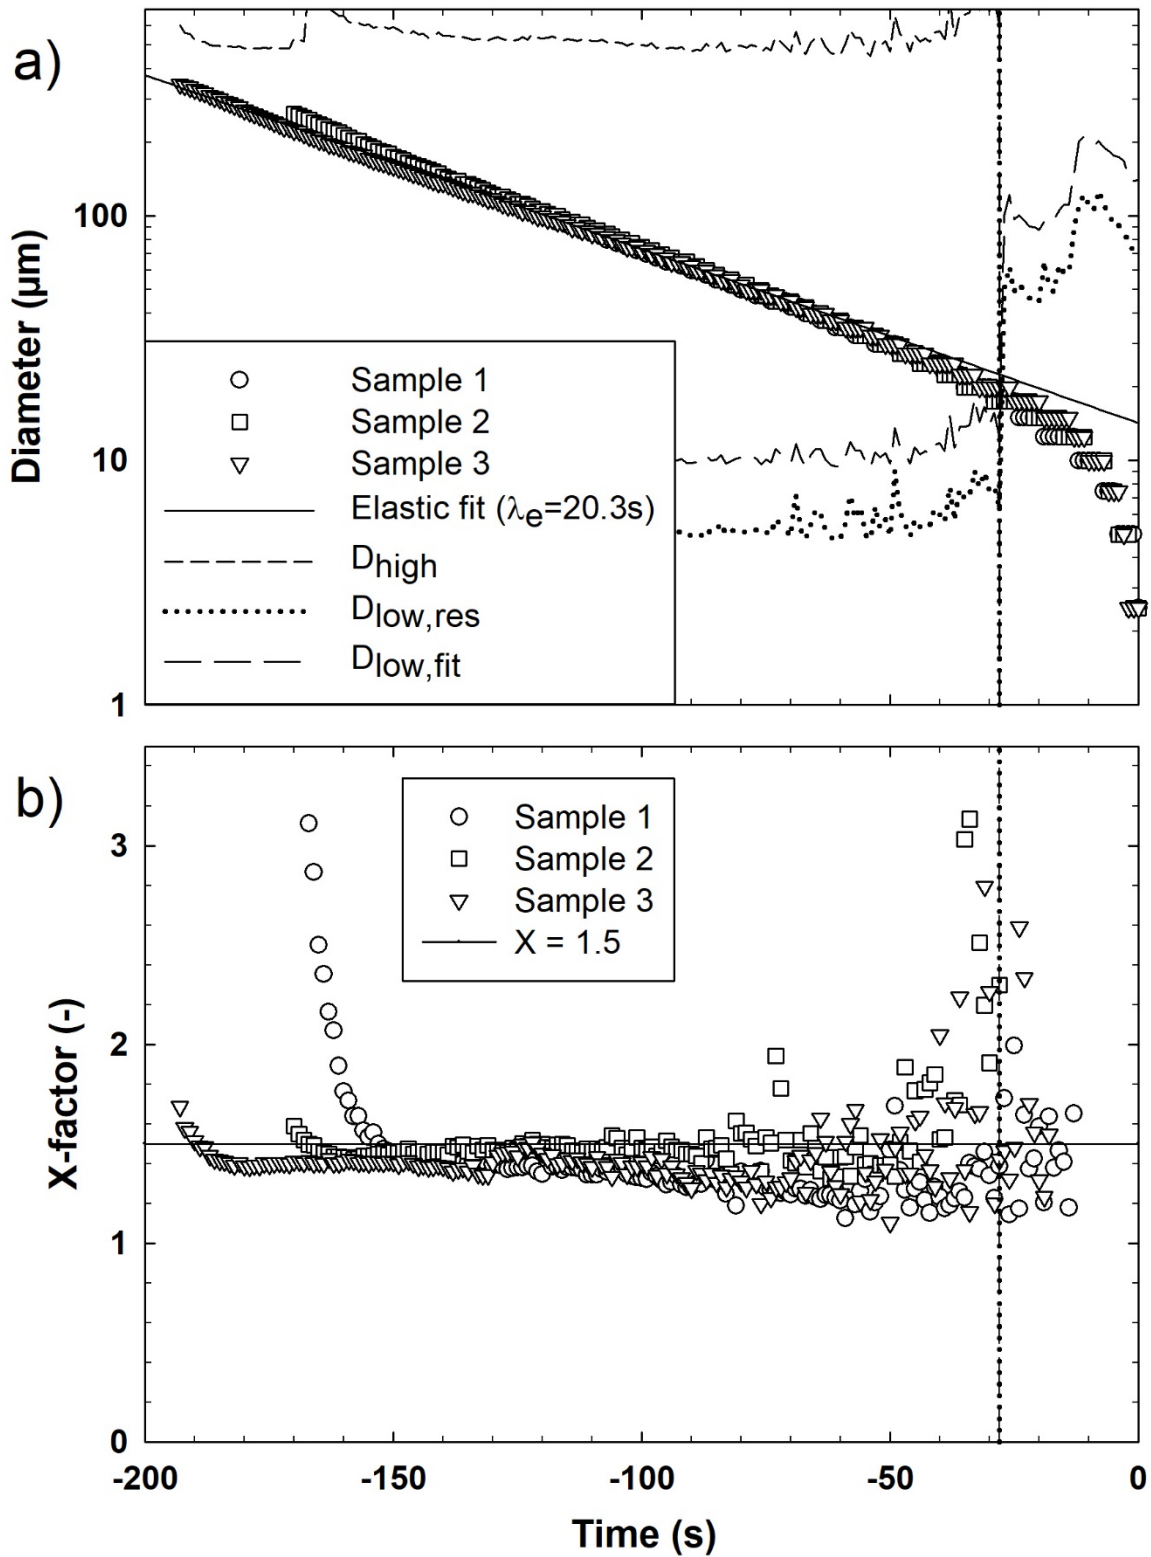 a)
Diameter (µm)
100
10
1
Sample 1
Sample 2
Sample 3
Elastic fit (λe=20.3s)
Dhigh
Dlow,res
Dlow,fit
b)
X-factor (-)
3
2
1
0
Sample 1
Sample 2
Sample 3
X = 1.5
-200 -150 -100 -50 0
Time (s)